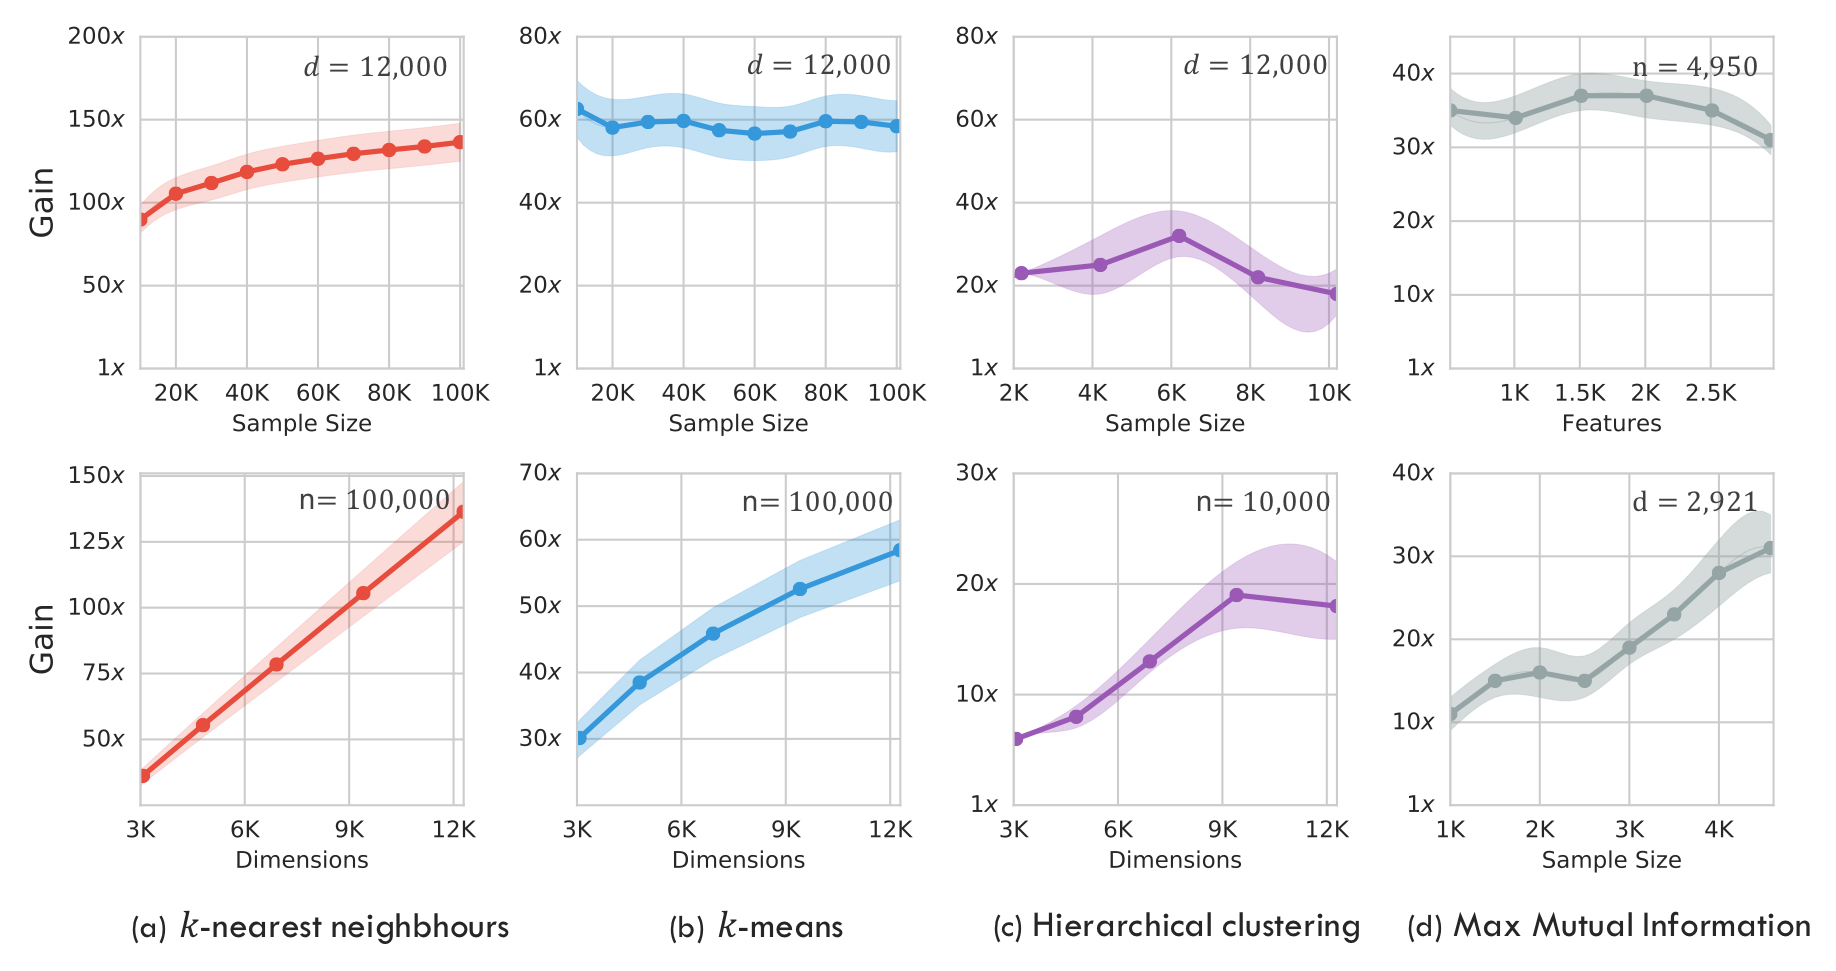 Gain
200x
150x
100x
50x
1x
d = 12,000
20K 40K 60K 80K 100K
Sample Size
80x
60x
40x
20x
1x
d = 12,000
20K 40K 60K 80K 100K
Sample Size
80x
60x
40x
20x
1x
d = 12,000
2K 4K 6K 8K 10K
Sample Size
40x
30x
20x
10x
1x
n = 4,950
1K 1.5K 2K 2.5K
Features
Gain
150x
125x
100x
75x
50x
n= 100,000
3K 6K 9K 12K
Dimensions
70x
60x
50x
40x
30x
n= 100,000
3K 6K 9K 12K
Dimensions
30x
20x
10x
1x
n= 10,000
3K 6K 9K 12K
Dimensions
40x
30x
20x
10x
1x
d = 2,921
1K 2K 3K 4K
Sample Size
(a) k-nearest neighbhours
(b) k-means
(c) Hierarchical clustering
(d) Max Mutual Information